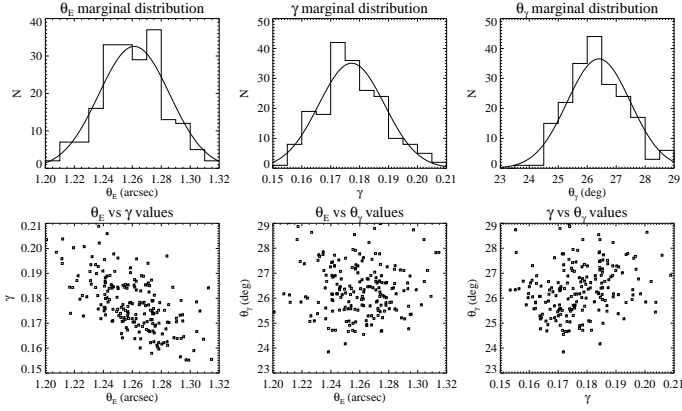 θE marginal distribution
γ marginal distribution
θγ marginal distribution
40
30
20
10
0
N
1.20 1.22 1.24 1.26 1.28 1.30 1.32
θE (arcsec)
50
40
30
20
10
0
N
0.15 0.16 0.17 0.18 0.19 0.20 0.21
γ
50
40
30
20
10
0
N
23 24 25 26 27 28 29
θγ (deg)
θE vs γ values
θE vs θγ values
γ vs θγ values
0.21
0.20
0.19
0.18
0.17
0.16
0.15
γ
1.20 1.22 1.24 1.26 1.28 1.30 1.32
θE (arcsec)
29
28
27
26
25
24
23
θγ (deg)
1.20 1.22 1.24 1.26 1.28 1.30 1.32
θE (arcsec)
29
28
27
26
25
24
23
θγ (deg)
0.15 0.16 0.17 0.18 0.19 0.20 0.21
γ